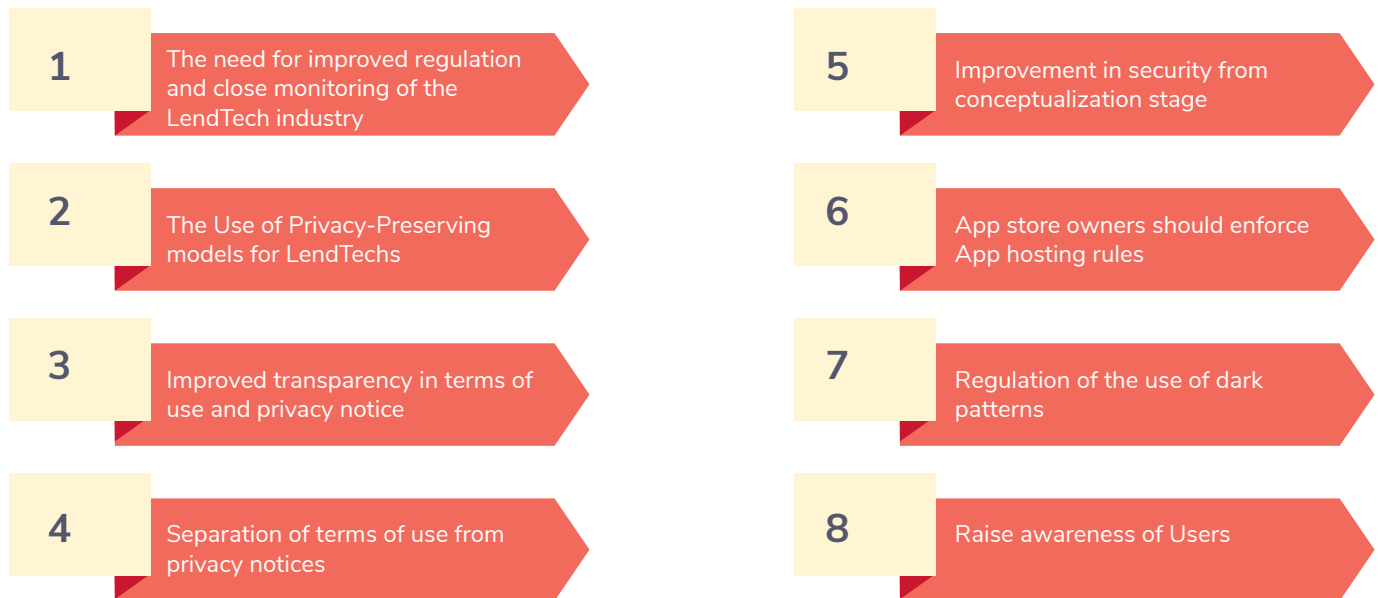 1
The need for improved regulation
and close monitoring of the
LendTech industry
2
The Use of Privacy-Preserving
models for LendTechs
3
Improved transparency in terms of
use and privacy notice
4
Separation of terms of use from
privacy notices
5
Improvement in security from
conceptualization stage
6
App store owners should enforce
App hosting rules
7
Regulation of the use of dark
patterns
8
Raise awareness of Users